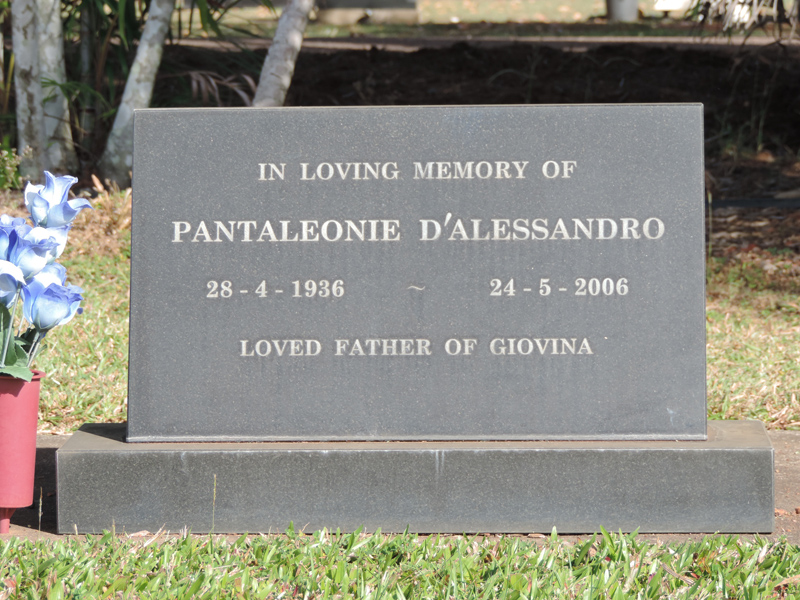 IN LOVING MEMORY OF
PANTALEONIE D'ALESSANDRO
28-4-1936 ~ 24-5-2006
LOVED FATHER OF GIOVINA